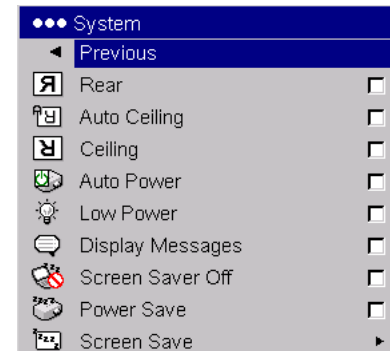 System
Previous
Rear
Auto Ceiling
Ceiling
Auto Power
Low Power
Display Messages
Screen Saver Off
Power Save
Screen Save